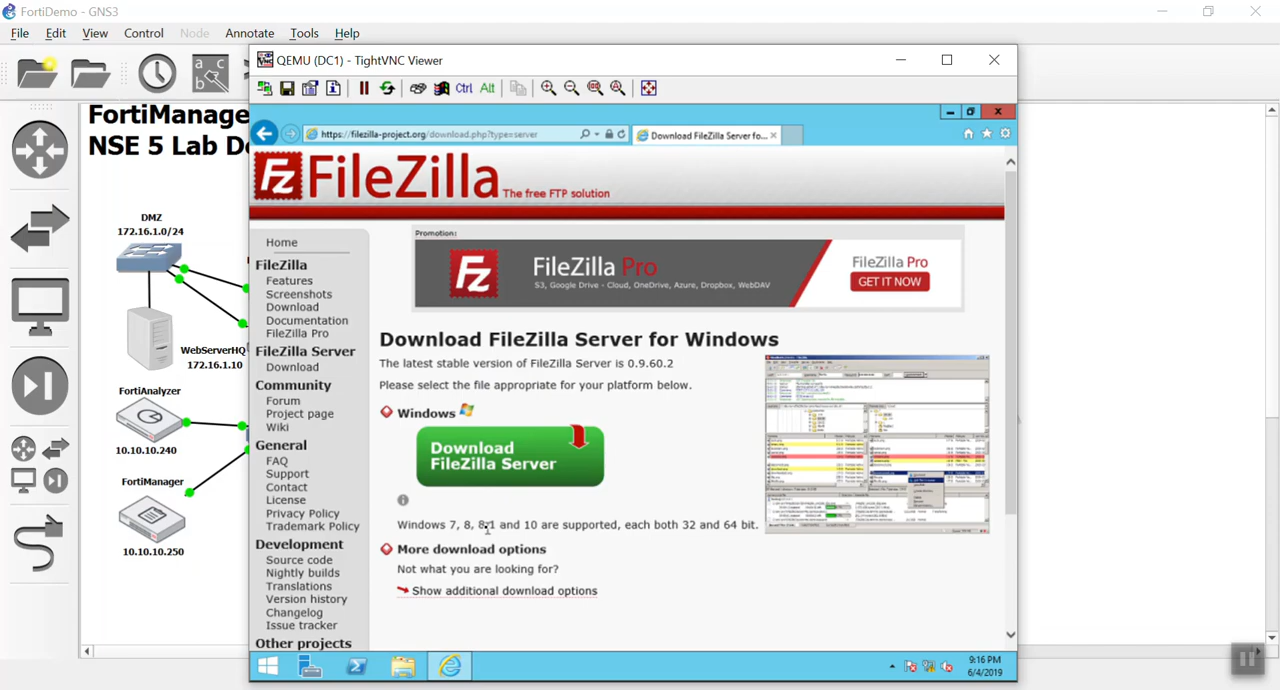 FortiDemo - GNS3
File Edit View Control Node Annotate Tools Help
QEMU (DC1) - TightVNC Viewer
Ctrl Alt
https://filezilla-project.org/download.php?type=server
Download FileZilla Server fo...
FortiManage
NSE 5 Lab D
DMZ
172.16.1.0/24
WebServerHQ
172.16.1.10
FortiAnalyzer
10.10.10.240
FortiManager
10.10.10.250
FileZilla The free FTP solution
Home
FileZilla
Features
Screenshots
Download
Documentation
FileZilla Pro
FileZilla Server
Download
Community
Forum
Project page
Wiki
General
FAQ
Support
Contact
License
Privacy Policy
Trademark Policy
Development
Source code
Nightly builds
Translations
Version history
Changelog
Issue tracker
Other projects
Promotion:
FileZilla Pro
S3, Google Drive - Cloud, OneDrive, Azure, Dropbox, WebDAV
FileZilla Pro
GET IT NOW
Download FileZilla Server for Windows
The latest stable version of FileZilla Server is 0.9.60.2
Please select the file appropriate for your platform below.
Windows
Download
FileZilla Server
Windows 7, 8, 8.1 and 10 are supported, each both 32 and 64 bit.
More download options
Not what you are looking for?
Show additional download options
9:16 PM
6/4/2019